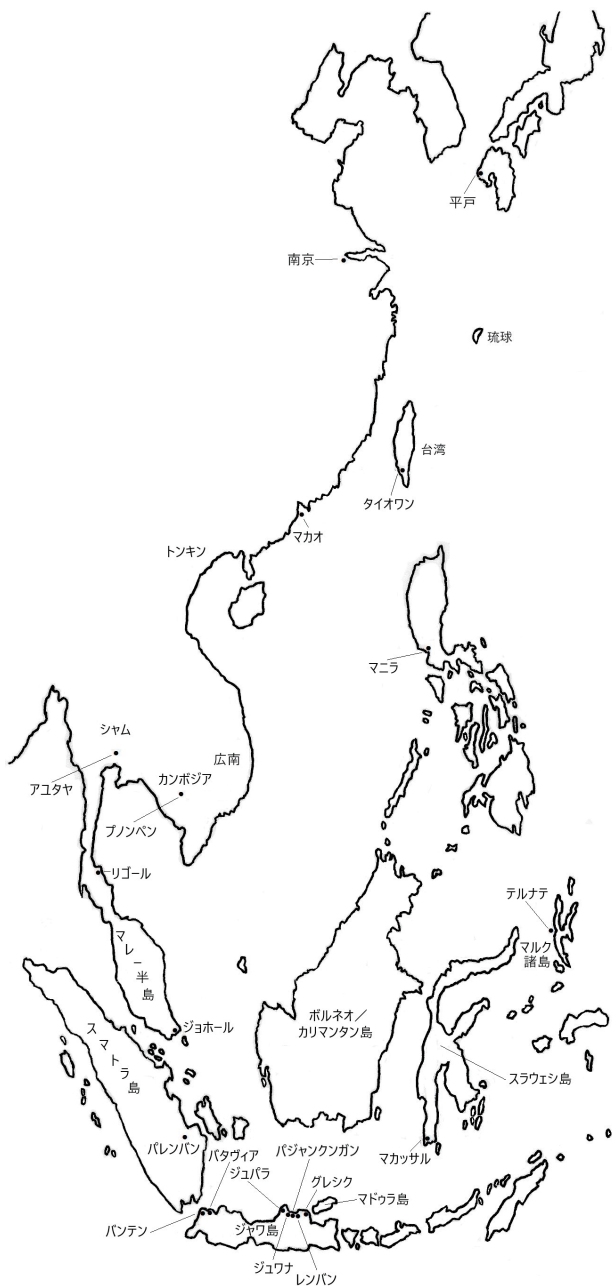 平戸
南京
琉球
台湾
タイオワン
マカオ
トンキン
マニラ
シャム
広南
カンボジア
アユタヤ
プノンペン
リゴール
マレー半島
テルナテ
マルク
諸島
ジョホール
ボルネオ／
カリマンタン島
スマトラ島
スラウェシ島
パレンバン
パジャンクンガン
マカッサル
バタヴィア
ジュパラ
グレシク
マドゥラ島
バンテン
ジャワ島
ジュワナ
レンバン